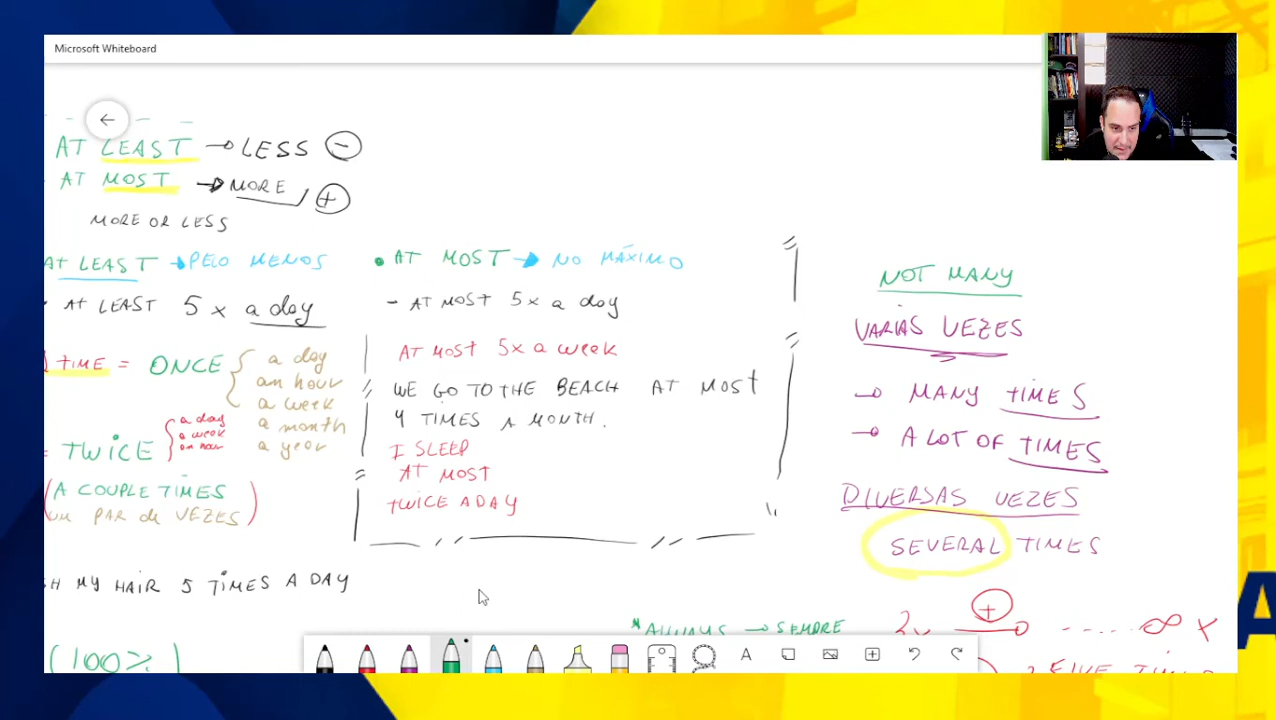 Microsoft Whiteboard
AT LEAST → LESS -
AT MOST → MORE +
MORE OR LESS
AT LEAST → PELO MENOS
- AT LEAST 5 x a day
TIME = ONCE { a day
an hour
a week
a month
a year
= TWICE { a day
a week
an hour
(A COUPLE TIMES
UM PAR de VEZES)
MY HAIR 5 TIMES A DAY
(100%)
• AT MOST → NO MÁXIMO
- AT MOST 5x a day
AT MOST 5x a week
WE GO TO THE BEACH AT MOST
4 TIMES A MONTH.
I SLEEP
AT MOST
TWICE A DAY
NOT MANY
VARIAS VEZES
→ MANY TIMES
→ A LOT OF TIMES
DIVERSAS VEZES
SEVERAL TIMES
*ALWAYS → SEMPRE
+
∞ x
A